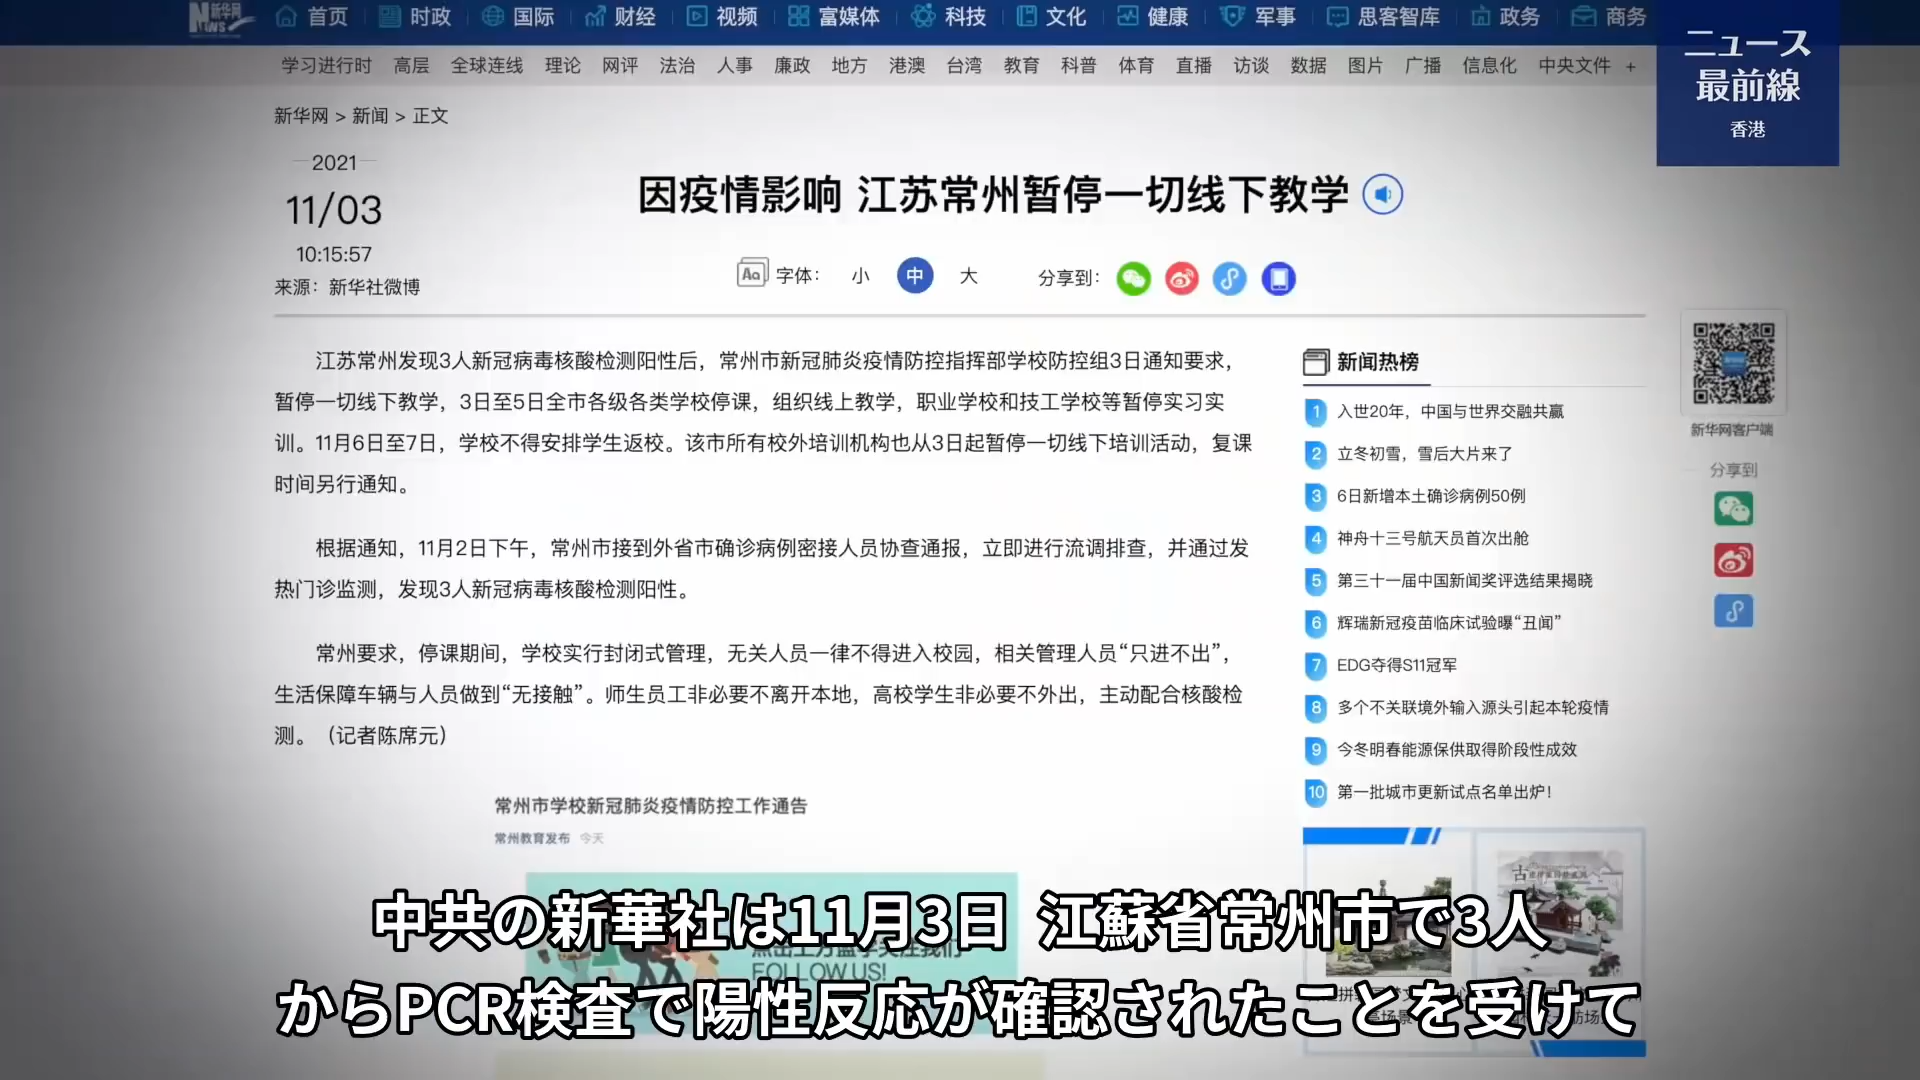 新华网
NEWS
首页 时政 国际 财经 视频 富媒体 科技 文化 健康 军事 思客智库 政务 商务
学习进行时 高层 全球连线 理论 网评 法治 人事 廉政 地方 港澳 台湾 教育 科普 体育 直播 访谈 数据 图片 广播 信息化 中央文件 +
ニュース
最前線
香港
新华网 > 新闻 > 正文
2021
11/03
10:15:57
来源：新华社微博
因疫情影响 江苏常州暂停一切线下教学
Aa 字体： 小 中 大 分享到：
江苏常州发现3人新冠病毒核酸检测阳性后，常州市新冠肺炎疫情防控指挥部学校防控组3日通知要求，
暂停一切线下教学，3日至5日全市各级各类学校停课，组织线上教学，职业学校和技工学校等暂停实习实
训。11月6日至7日，学校不得安排学生返校。该市所有校外培训机构也从3日起暂停一切线下培训活动，复课
时间另行通知。
根据通知，11月2日下午，常州市接到外省市确诊病例密接人员协查通报，立即进行流调排查，并通过发
热门诊监测，发现3人新冠病毒核酸检测阳性。
常州要求，停课期间，学校实行封闭式管理，无关人员一律不得进入校园，相关管理人员“只进不出”，
生活保障车辆与人员做到“无接触”。师生员工非必要不离开本地，高校学生非必要不外出，主动配合核酸检
测。（记者陈席元）
常州市学校新冠肺炎疫情防控工作通告
常州教育发布 今天
FOLLOW US!
新闻热榜
1 入世20年，中国与世界交融共赢
2 立冬初雪，雪后大片来了
3 6日新增本土确诊病例50例
4 神舟十三号航天员首次出舱
5 第三十一届中国新闻奖评选结果揭晓
6 辉瑞新冠疫苗临床试验曝“丑闻”
7 EDG夺得S11冠军
8 多个不关联境外输入源头引起本轮疫情
9 今冬明春能源保供取得阶段性成效
10 第一批城市更新试点名单出炉！
新华网客户端
分享到
中共の新華社は11月3日 江蘇省常州市で3人
からPCR検査で陽性反応が確認されたことを受けて